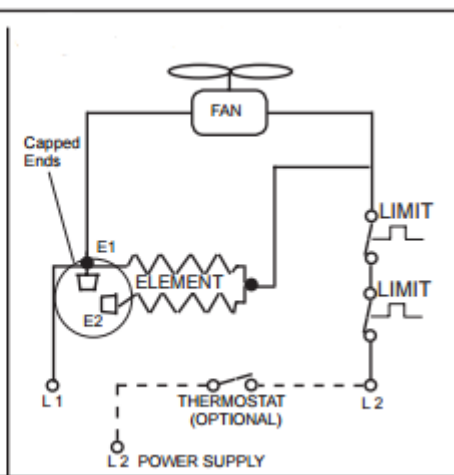 FAN
Capped
Ends
E1
ELEMENT
E2
LIMIT
LIMIT
L 1
THERMOSTAT
(OPTIONAL)
L 2
L 2 POWER SUPPLY